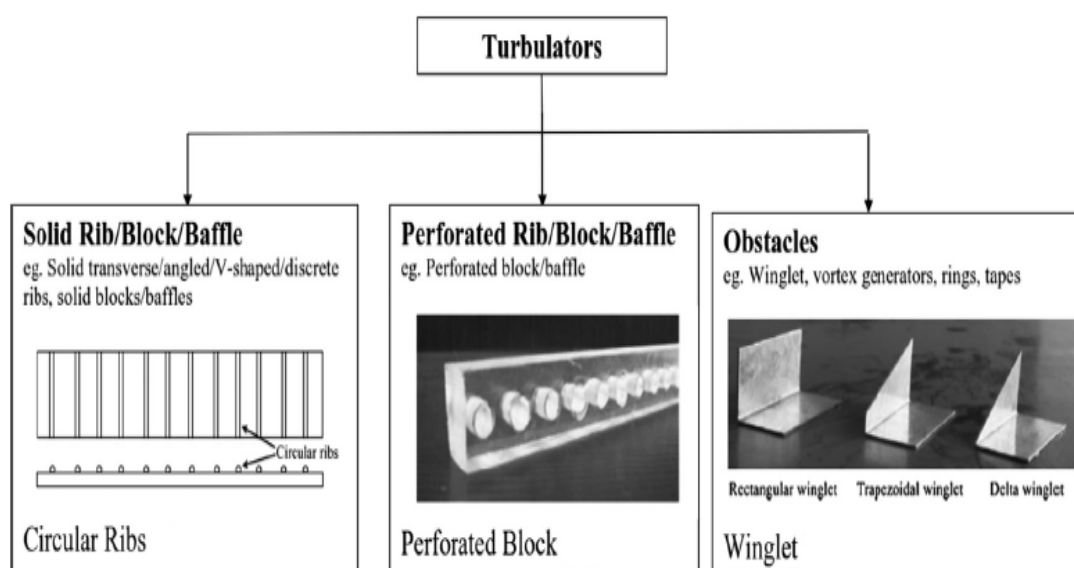 Turbulators
Solid Rib/Block/Baffle
eg. Solid transverse/angled/V-shaped/discrete
ribs, solid blocks/baffles
Circular ribs
Circular Ribs
Perforated Rib/Block/Baffle
eg. Perforated block/baffle
Perforated Block
Obstacles
eg. Winglet, vortex generators, rings, tapes
Rectangular winglet Trapezoidal winglet Delta winglet
Winglet